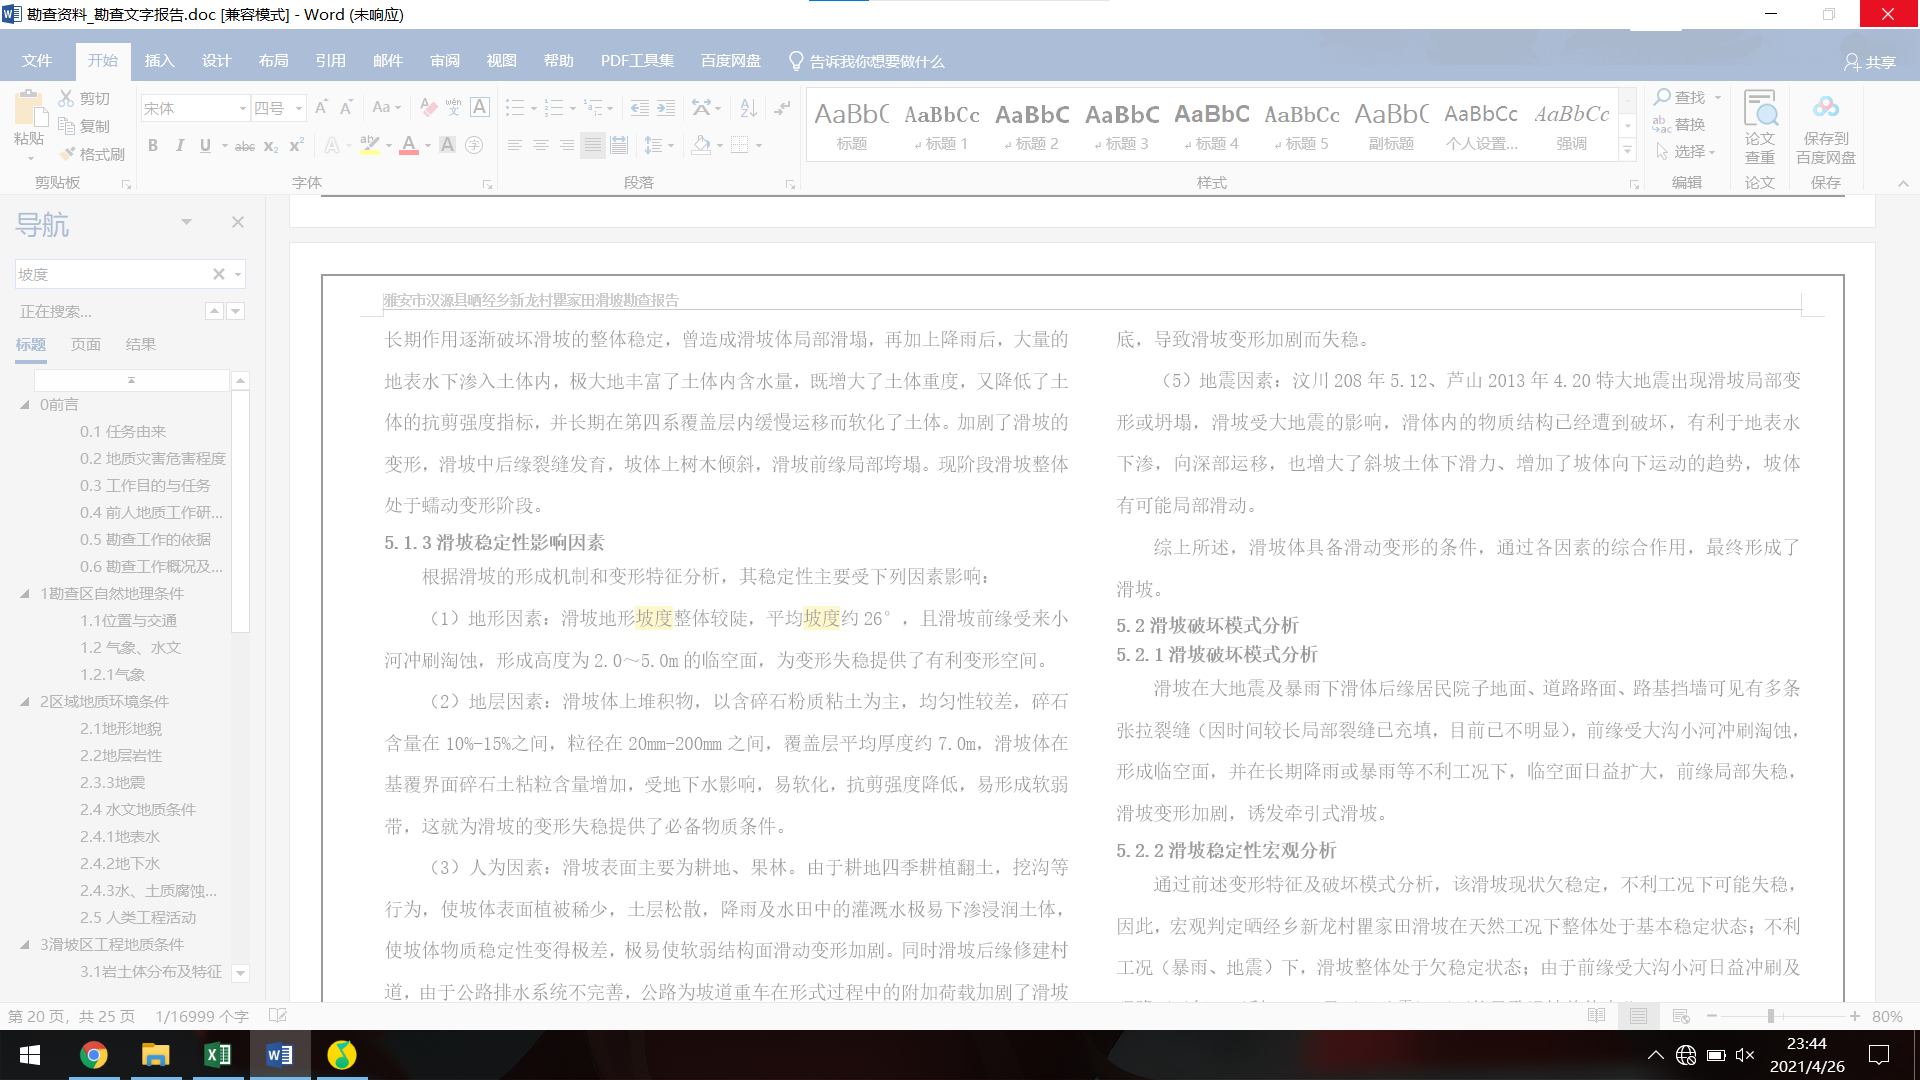 勘查资料_勘查文字报告.doc [兼容模式] - Word (未响应)
文件 开始 插入 设计 布局 引用 邮件 审阅 视图 帮助 PDF工具集 百度网盘 告诉我你想要做什么 共享
粘贴 剪切 复制 格式刷 剪贴板
宋体 四号 Aa wén 文 A
B I U abc x₂ x² A ab A A 字
字体
段落
AaBbC AaBbCc AaBbC AaBbC AaBbC AaBbCc AaBbC AaBbCc AaBbCc
标题 标题 1 标题 2 标题 3 标题 4 标题 5 副标题 个人设置... 强调
样式
查找 替换 选择 编辑
论文
查重
论文
保存到
百度网盘
保存
导航
坡度
正在搜索...
标题 页面 结果
0前言
0.1 任务由来
0.2 地质灾害危害程度
0.3 工作目的与任务
0.4 前人地质工作研...
0.5 勘查工作的依据
0.6 勘查工作概况及...
1勘查区自然地理条件
1.1位置与交通
1.2 气象、水文
1.2.1气象
2区域地质环境条件
2.1地形地貌
2.2地层岩性
2.3.3地震
2.4 水文地质条件
2.4.1地表水
2.4.2地下水
2.4.3水、土质腐蚀...
2.5 人类工程活动
3滑坡区工程地质条件
3.1岩土体分布及特征
雅安市汉源县晒经乡新龙村瞿家田滑坡勘查报告
长期作用逐渐破坏滑坡的整体稳定，曾造成滑坡体局部滑塌，再加上降雨后，大量的
地表水下渗入土体内，极大地丰富了土体内含水量，既增大了土体重度，又降低了土
体的抗剪强度指标，并长期在第四系覆盖层内缓慢运移而软化了土体。加剧了滑坡的
变形，滑坡中后缘裂缝发育，坡体上树木倾斜，滑坡前缘局部垮塌。现阶段滑坡整体
处于蠕动变形阶段。
5.1.3 滑坡稳定性影响因素
根据滑坡的形成机制和变形特征分析，其稳定性主要受下列因素影响：
（1）地形因素：滑坡地形坡度整体较陡，平均坡度约 26°，且滑坡前缘受来小
河冲刷淘蚀，形成高度为 2.0～5.0m 的临空面，为变形失稳提供了有利变形空间。
（2）地层因素：滑坡体上堆积物，以含碎石粉质粘土为主，均匀性较差，碎石
含量在 10%-15%之间，粒径在 20mm-200mm 之间，覆盖层平均厚度约 7.0m，滑坡体在
基覆界面碎石土粘粒含量增加，受地下水影响，易软化，抗剪强度降低，易形成软弱
带，这就为滑坡的变形失稳提供了必备物质条件。
（3）人为因素：滑坡表面主要为耕地、果林。由于耕地四季耕植翻土，挖沟等
行为，使坡体表面植被稀少，土层松散，降雨及水田中的灌溉水极易下渗浸润土体，
使坡体物质稳定性变得极差，极易使软弱结构面滑动变形加剧。同时滑坡后缘修建村
道，由于公路排水系统不完善，公路为坡道重车在形式过程中的附加荷载加剧了滑坡
底，导致滑坡变形加剧而失稳。
（5）地震因素：汶川 208 年 5.12、芦山 2013 年 4.20 特大地震出现滑坡局部变
形或坍塌，滑坡受大地震的影响，滑体内的物质结构已经遭到破坏，有利于地表水
下渗，向深部运移，也增大了斜坡土体下滑力、增加了坡体向下运动的趋势，坡体
有可能局部滑动。
综上所述，滑坡体具备滑动变形的条件，通过各因素的综合作用，最终形成了
滑坡。
5.2 滑坡破坏模式分析
5.2.1 滑坡破坏模式分析
滑坡在大地震及暴雨下滑体后缘居民院子地面、道路路面、路基挡墙可见有多条
张拉裂缝（因时间较长局部裂缝已充填，目前已不明显），前缘受大沟小河冲刷淘蚀，
形成临空面，并在长期降雨或暴雨等不利工况下，临空面日益扩大，前缘局部失稳，
滑坡变形加剧，诱发牵引式滑坡。
5.2.2 滑坡稳定性宏观分析
通过前述变形特征及破坏模式分析，该滑坡现状欠稳定，不利工况下可能失稳，
因此，宏观判定晒经乡新龙村瞿家田滑坡在天然工况下整体处于基本稳定状态；不利
工况（暴雨、地震）下，滑坡整体处于欠稳定状态；由于前缘受大沟小河日益冲刷及
第 20 页，共 25 页 1/16999 个字 80%
23:44
2021/4/26